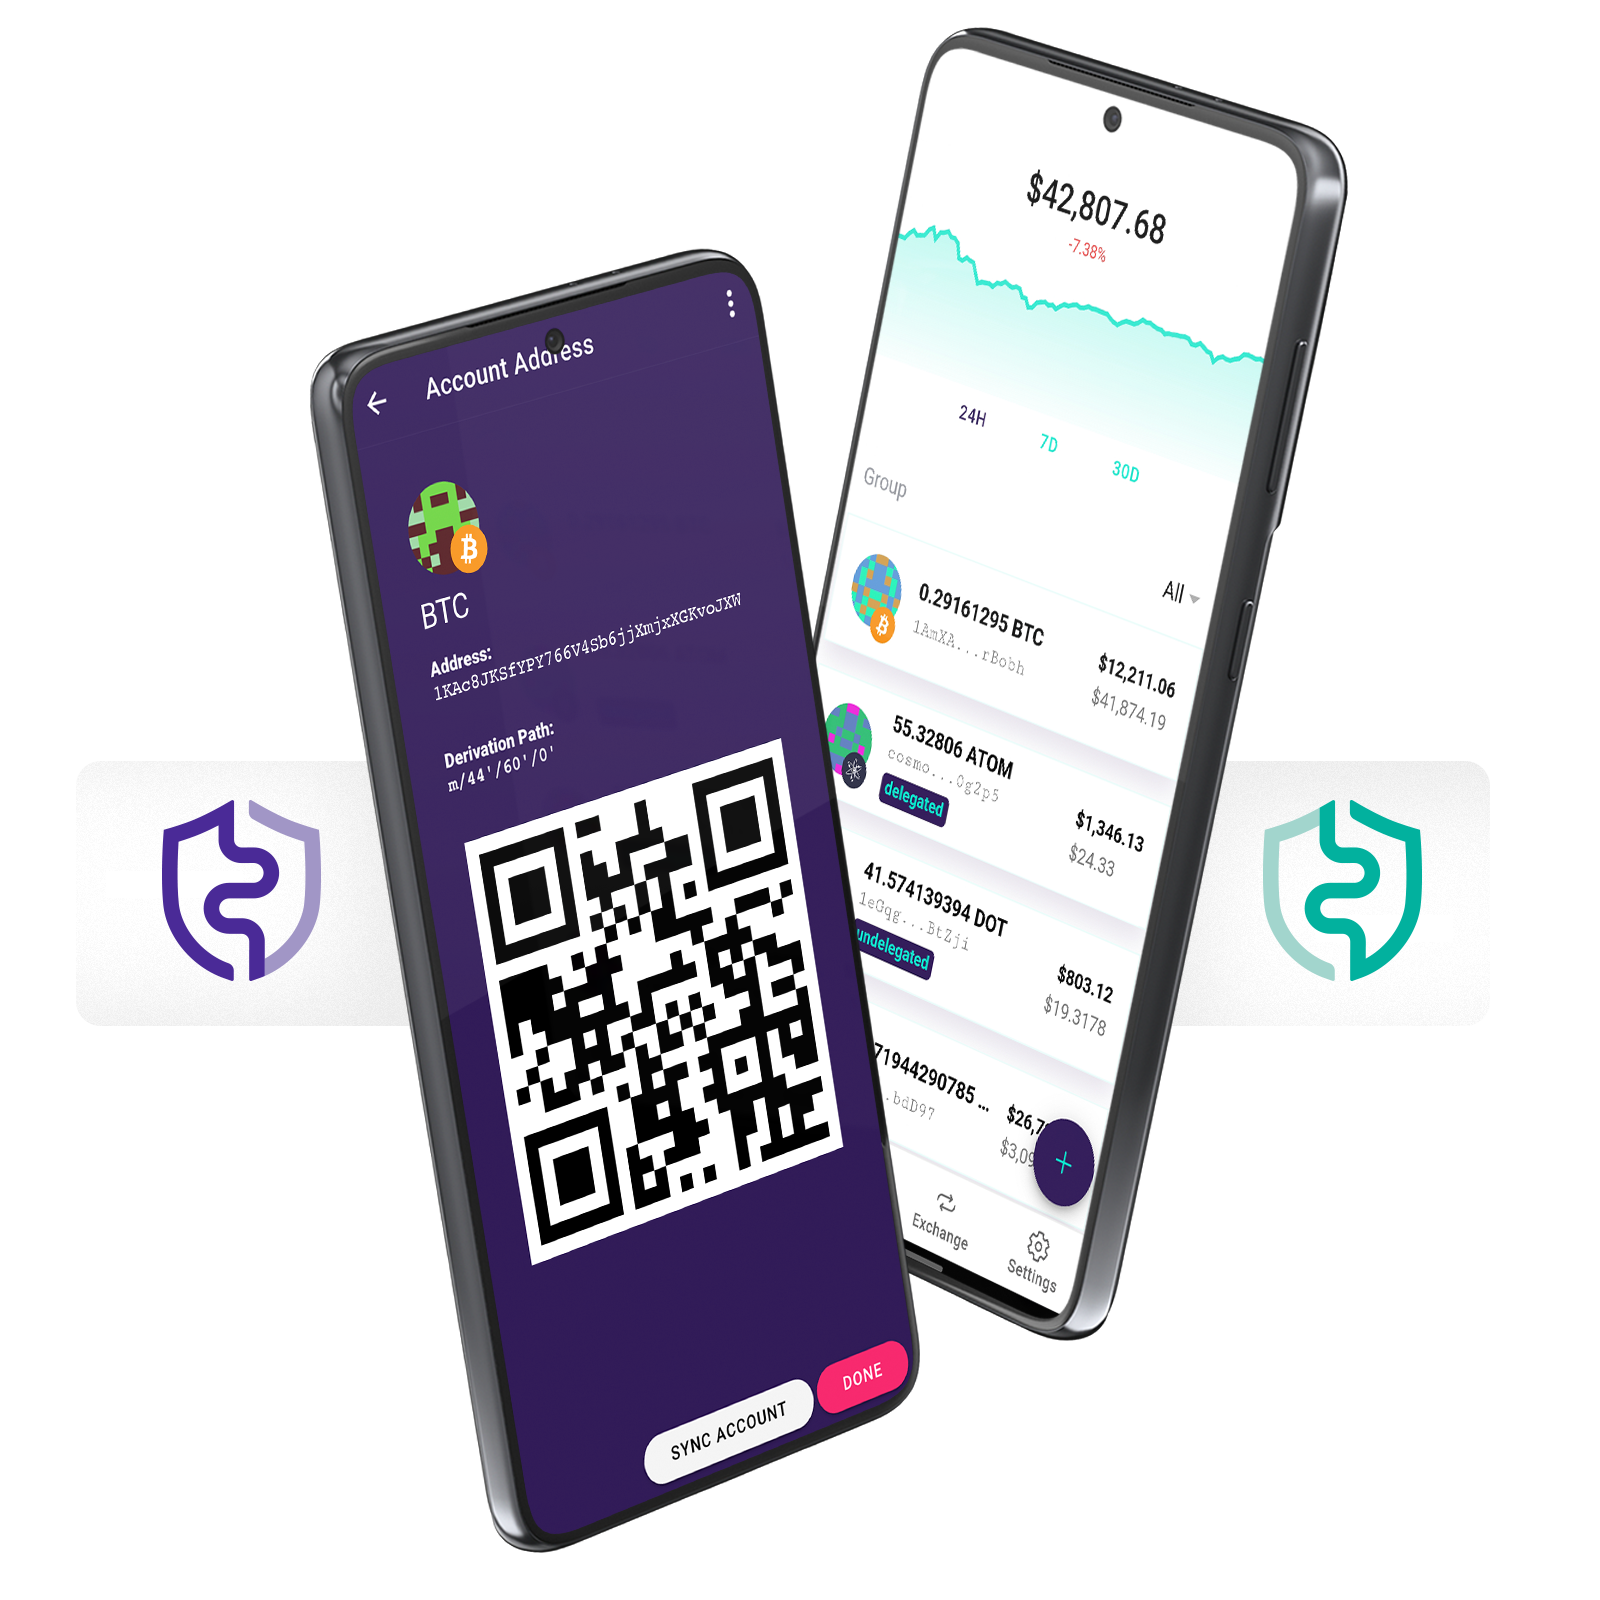 Account Address
BTC
Address:
1KAc8JKSfYPY766V4Sb6jjXmjxXGKvoJXW
Derivation Path:
m/44'/60'/0'
SYNC ACCOUNT
DONE
$42,807.68
-7.38%
24H
7D
30D
Group
All
0.29161295 BTC
1AmXA...rBobh
$12,211.06
$41,874.19
55.32806 ATOM
cosmo...0g2p5
delegated
$1,346.13
$24.33
41.574139394 DOT
1eGqg...BtZji
undelegated
$803.12
$19.3178
71944290785 ...
.bdD97
$26,7
$3,09
Exchange
Settings